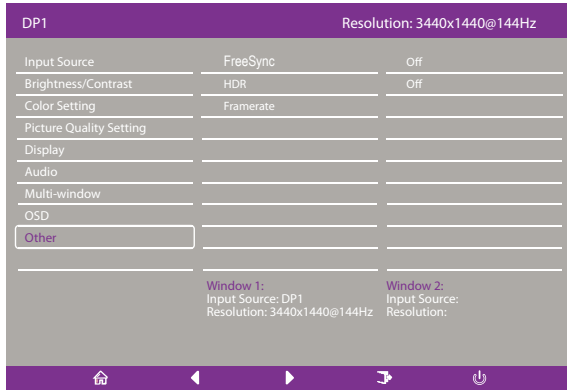 DP1 Resolution: 3440x1440@144Hz
Input Source FreeSync Off
Brightness/Contrast HDR Off
Color Setting Framerate
Picture Quality Setting
Display
Audio
Multi-window
OSD
Other
Window 1: Window 2:
Input Source: DP1 Input Source:
Resolution: 3440x1440@144Hz Resolution: